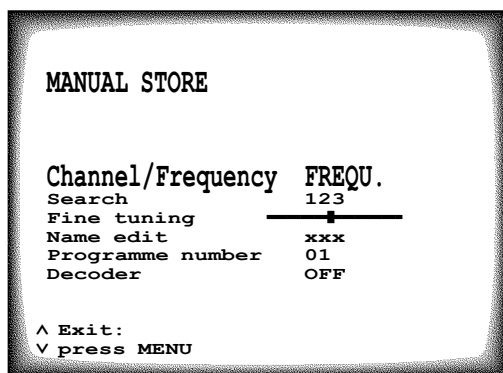 MANUAL STORE
Channel/Frequency FREQU.
Search 123
Fine tuning
Name edit xxx
Programme number 01
Decoder OFF
∧ Exit:
∨ press MENU